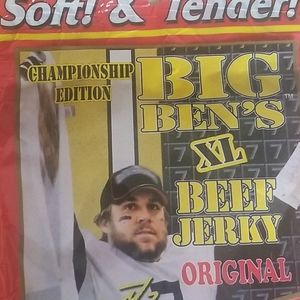 Soft! & Tender!
CHAMPIONSHIP
EDITION
BIG
BEN'S
XL
BEEF
JERKY
ORIGINAL